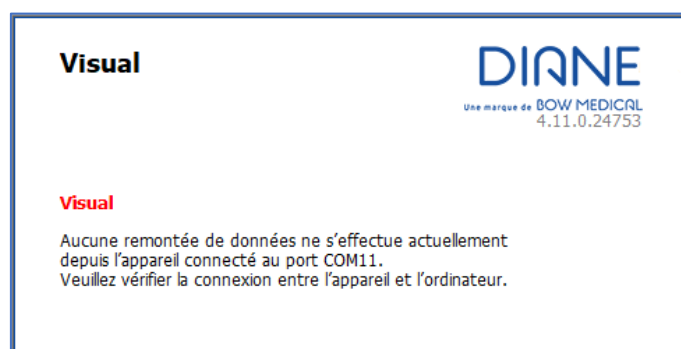 Visual
DIANE
Une marque de BOW MEDICAL
4.11.0.24753
Visual
Aucune remontée de données ne s’effectue actuellement
depuis l’appareil connecté au port COM11.
Veuillez vérifier la connexion entre l’appareil et l’ordinateur.